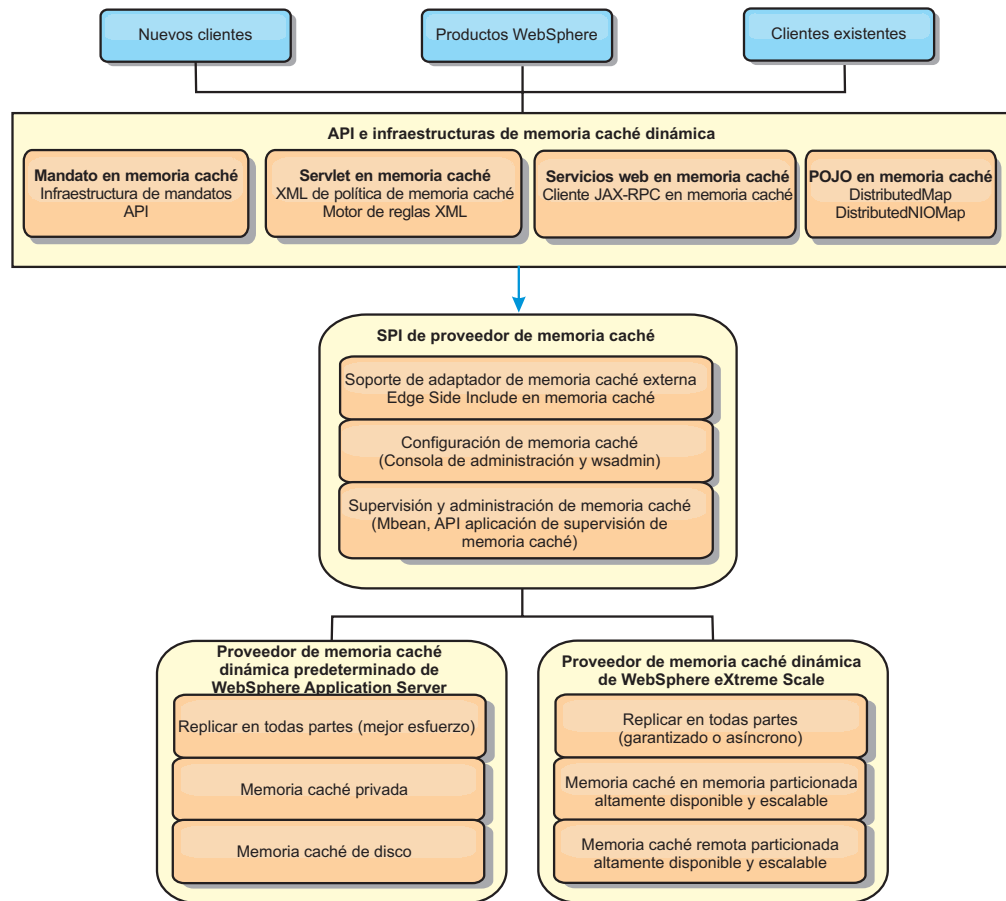 Nuevos clientes
Productos WebSphere
Clientes existentes
API e infraestructuras de memoria caché dinámica
Mandato en memoria caché
Infraestructura de mandatos
API
Servlet en memoria caché
XML de política de memoria caché
Motor de reglas XML
Servicios web en memoria caché
Cliente JAX-RPC en memoria caché
POJO en memoria caché
DistributedMap
DistributedNIOMap
SPI de proveedor de memoria caché
Soporte de adaptador de memoria caché externa
Edge Side Include en memoria caché
Configuración de memoria caché
(Consola de administración y wsadmin)
Supervisión y administración de memoria caché
(Mbean, API aplicación de supervisión de
memoria caché)
Proveedor de memoria caché
dinámica predeterminado de
WebSphere Application Server
Replicar en todas partes (mejor esfuerzo)
Memoria caché privada
Memoria caché de disco
Proveedor de memoria caché dinámica
de WebSphere eXtreme Scale
Replicar en todas partes
(garantizado o asíncrono)
Memoria caché en memoria particionada
altamente disponible y escalable
Memoria caché remota particionada
altamente disponible y escalable